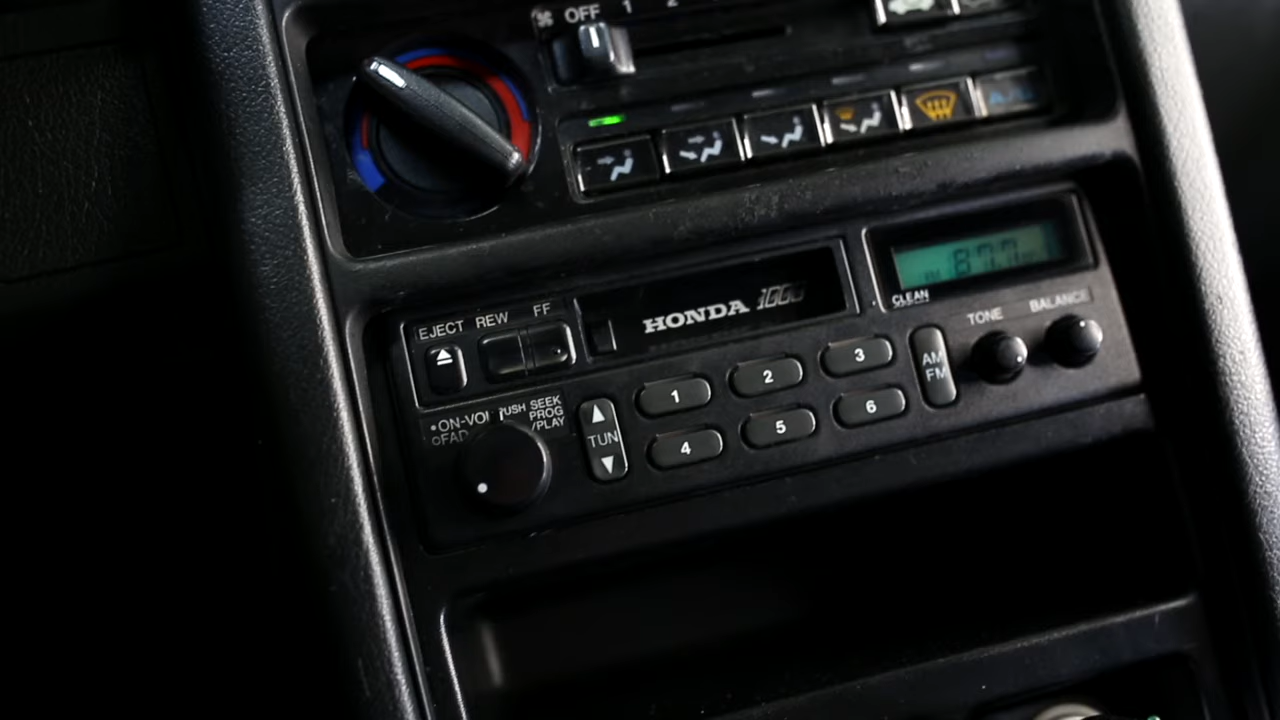 OFF 1 2
87.7
CLEAN
HONDA
EJECT REW FF
TONE BALANCE
1 2 3
AM
FM
ON-VOL PUSH SEEK
PROG
/PLAY
FAD
TUN
4 5 6